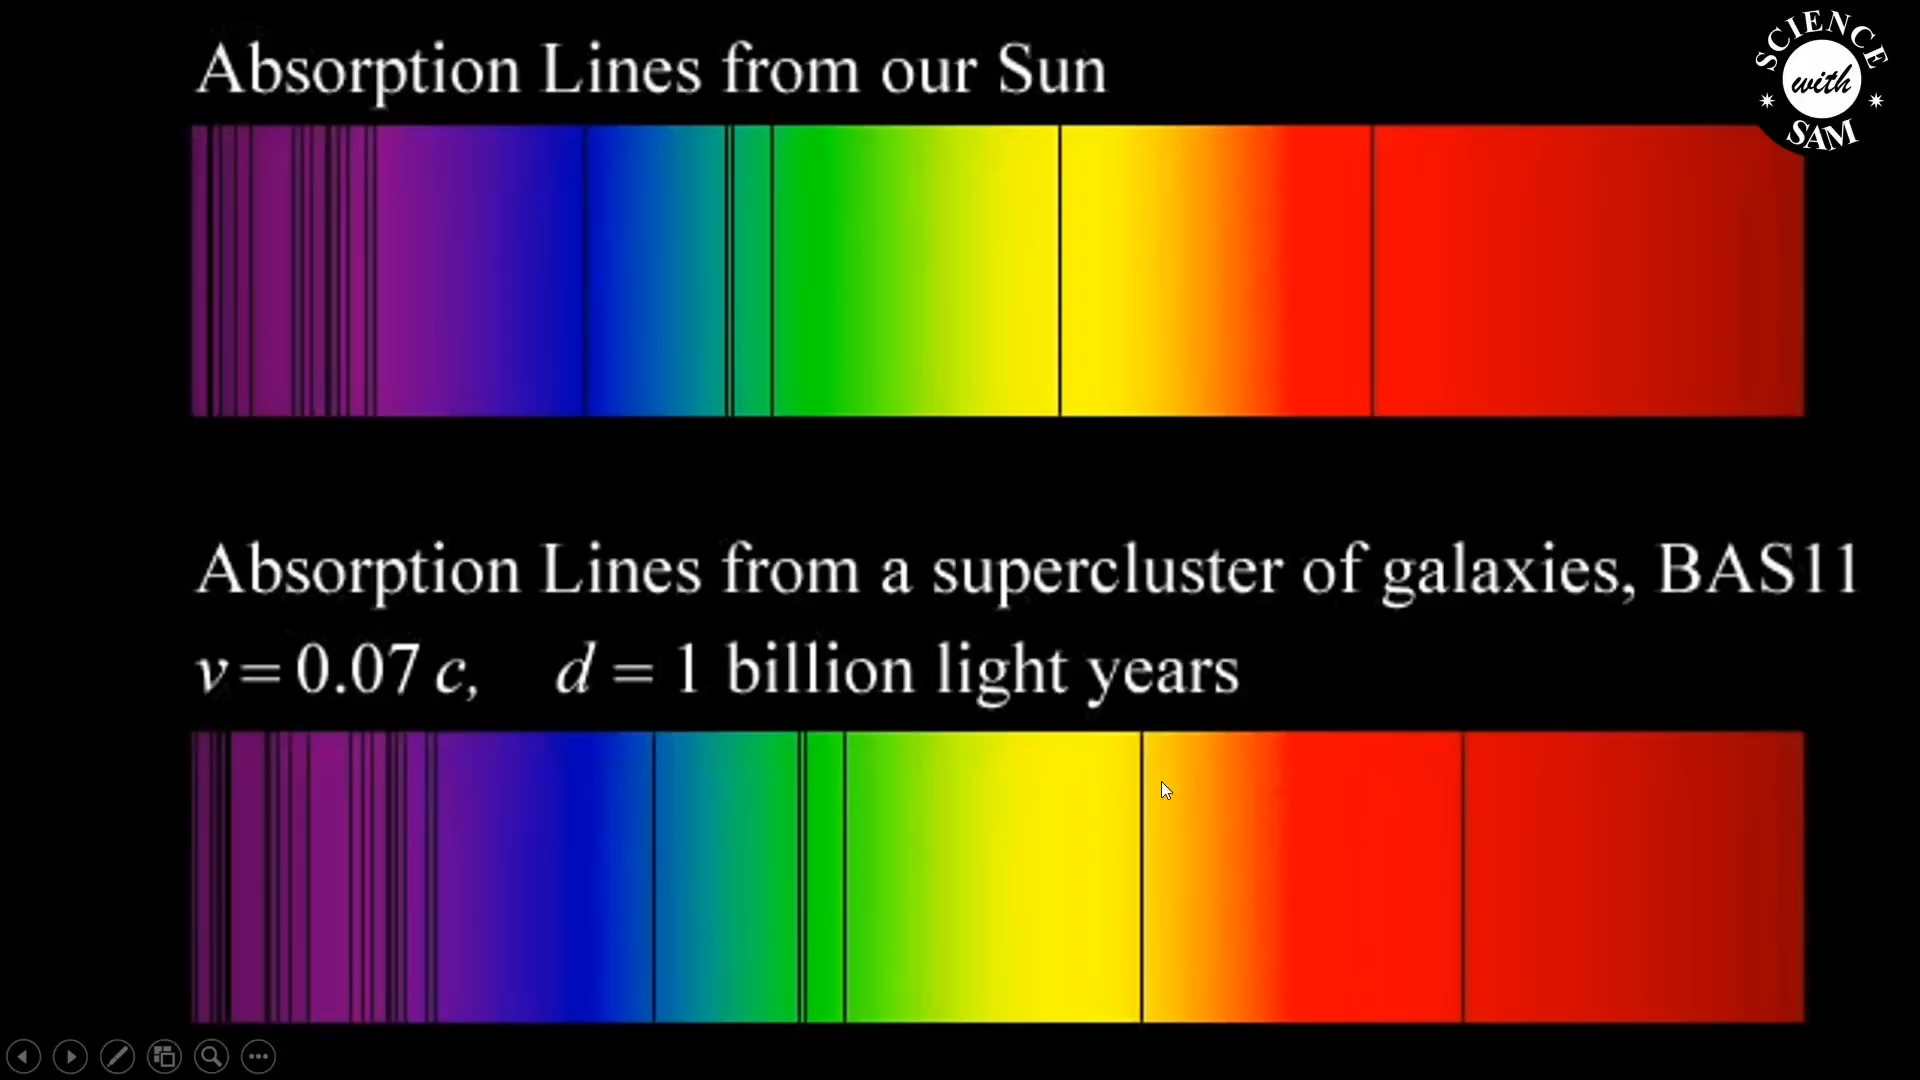 Absorption Lines from our Sun
SCIENCE
with
SAM
Absorption Lines from a supercluster of galaxies, BAS11
v = 0.07 c, d = 1 billion light years